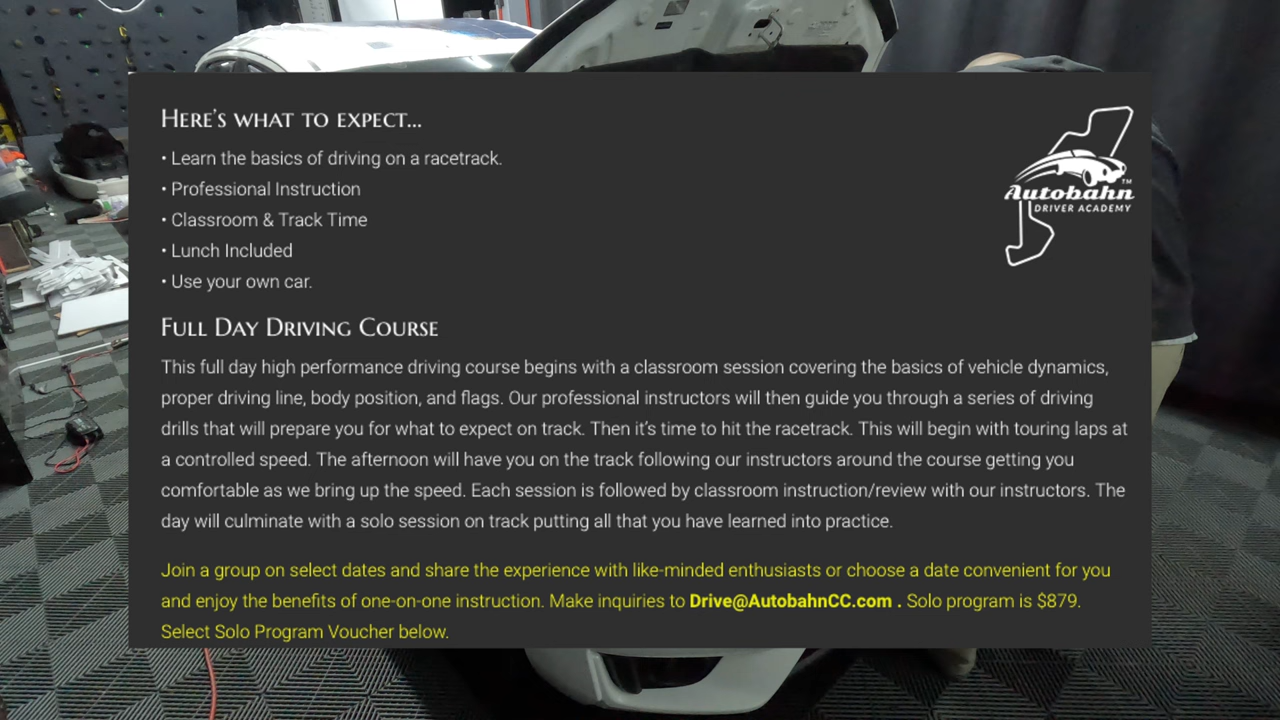 Here's what to expect...
• Learn the basics of driving on a racetrack.
• Professional Instruction
• Classroom & Track Time
• Lunch Included
• Use your own car.
Autobahn™
DRIVER ACADEMY
Full Day Driving Course
This full day high performance driving course begins with a classroom session covering the basics of vehicle dynamics,
proper driving line, body position, and flags. Our professional instructors will then guide you through a series of driving
drills that will prepare you for what to expect on track. Then it's time to hit the racetrack. This will begin with touring laps at
a controlled speed. The afternoon will have you on the track following our instructors around the course getting you
comfortable as we bring up the speed. Each session is followed by classroom instruction/review with our instructors. The
day will culminate with a solo session on track putting all that you have learned into practice.
Join a group on select dates and share the experience with like-minded enthusiasts or choose a date convenient for you
and enjoy the benefits of one-on-one instruction. Make inquiries to Drive@AutobahnCC.com . Solo program is $879.
Select Solo Program Voucher below.